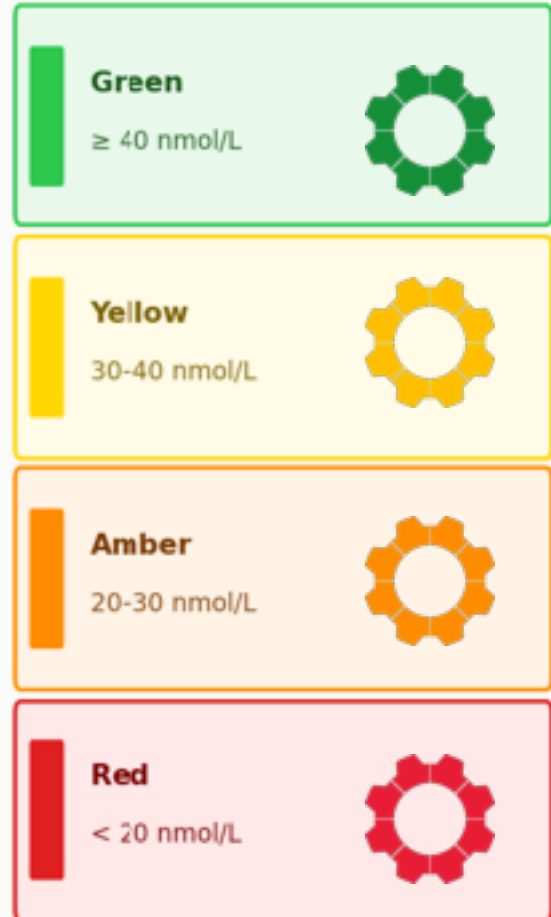 Green
≥ 40 nmol/L
Yellow
30-40 nmol/L
Amber
20-30 nmol/L
Red
< 20 nmol/L